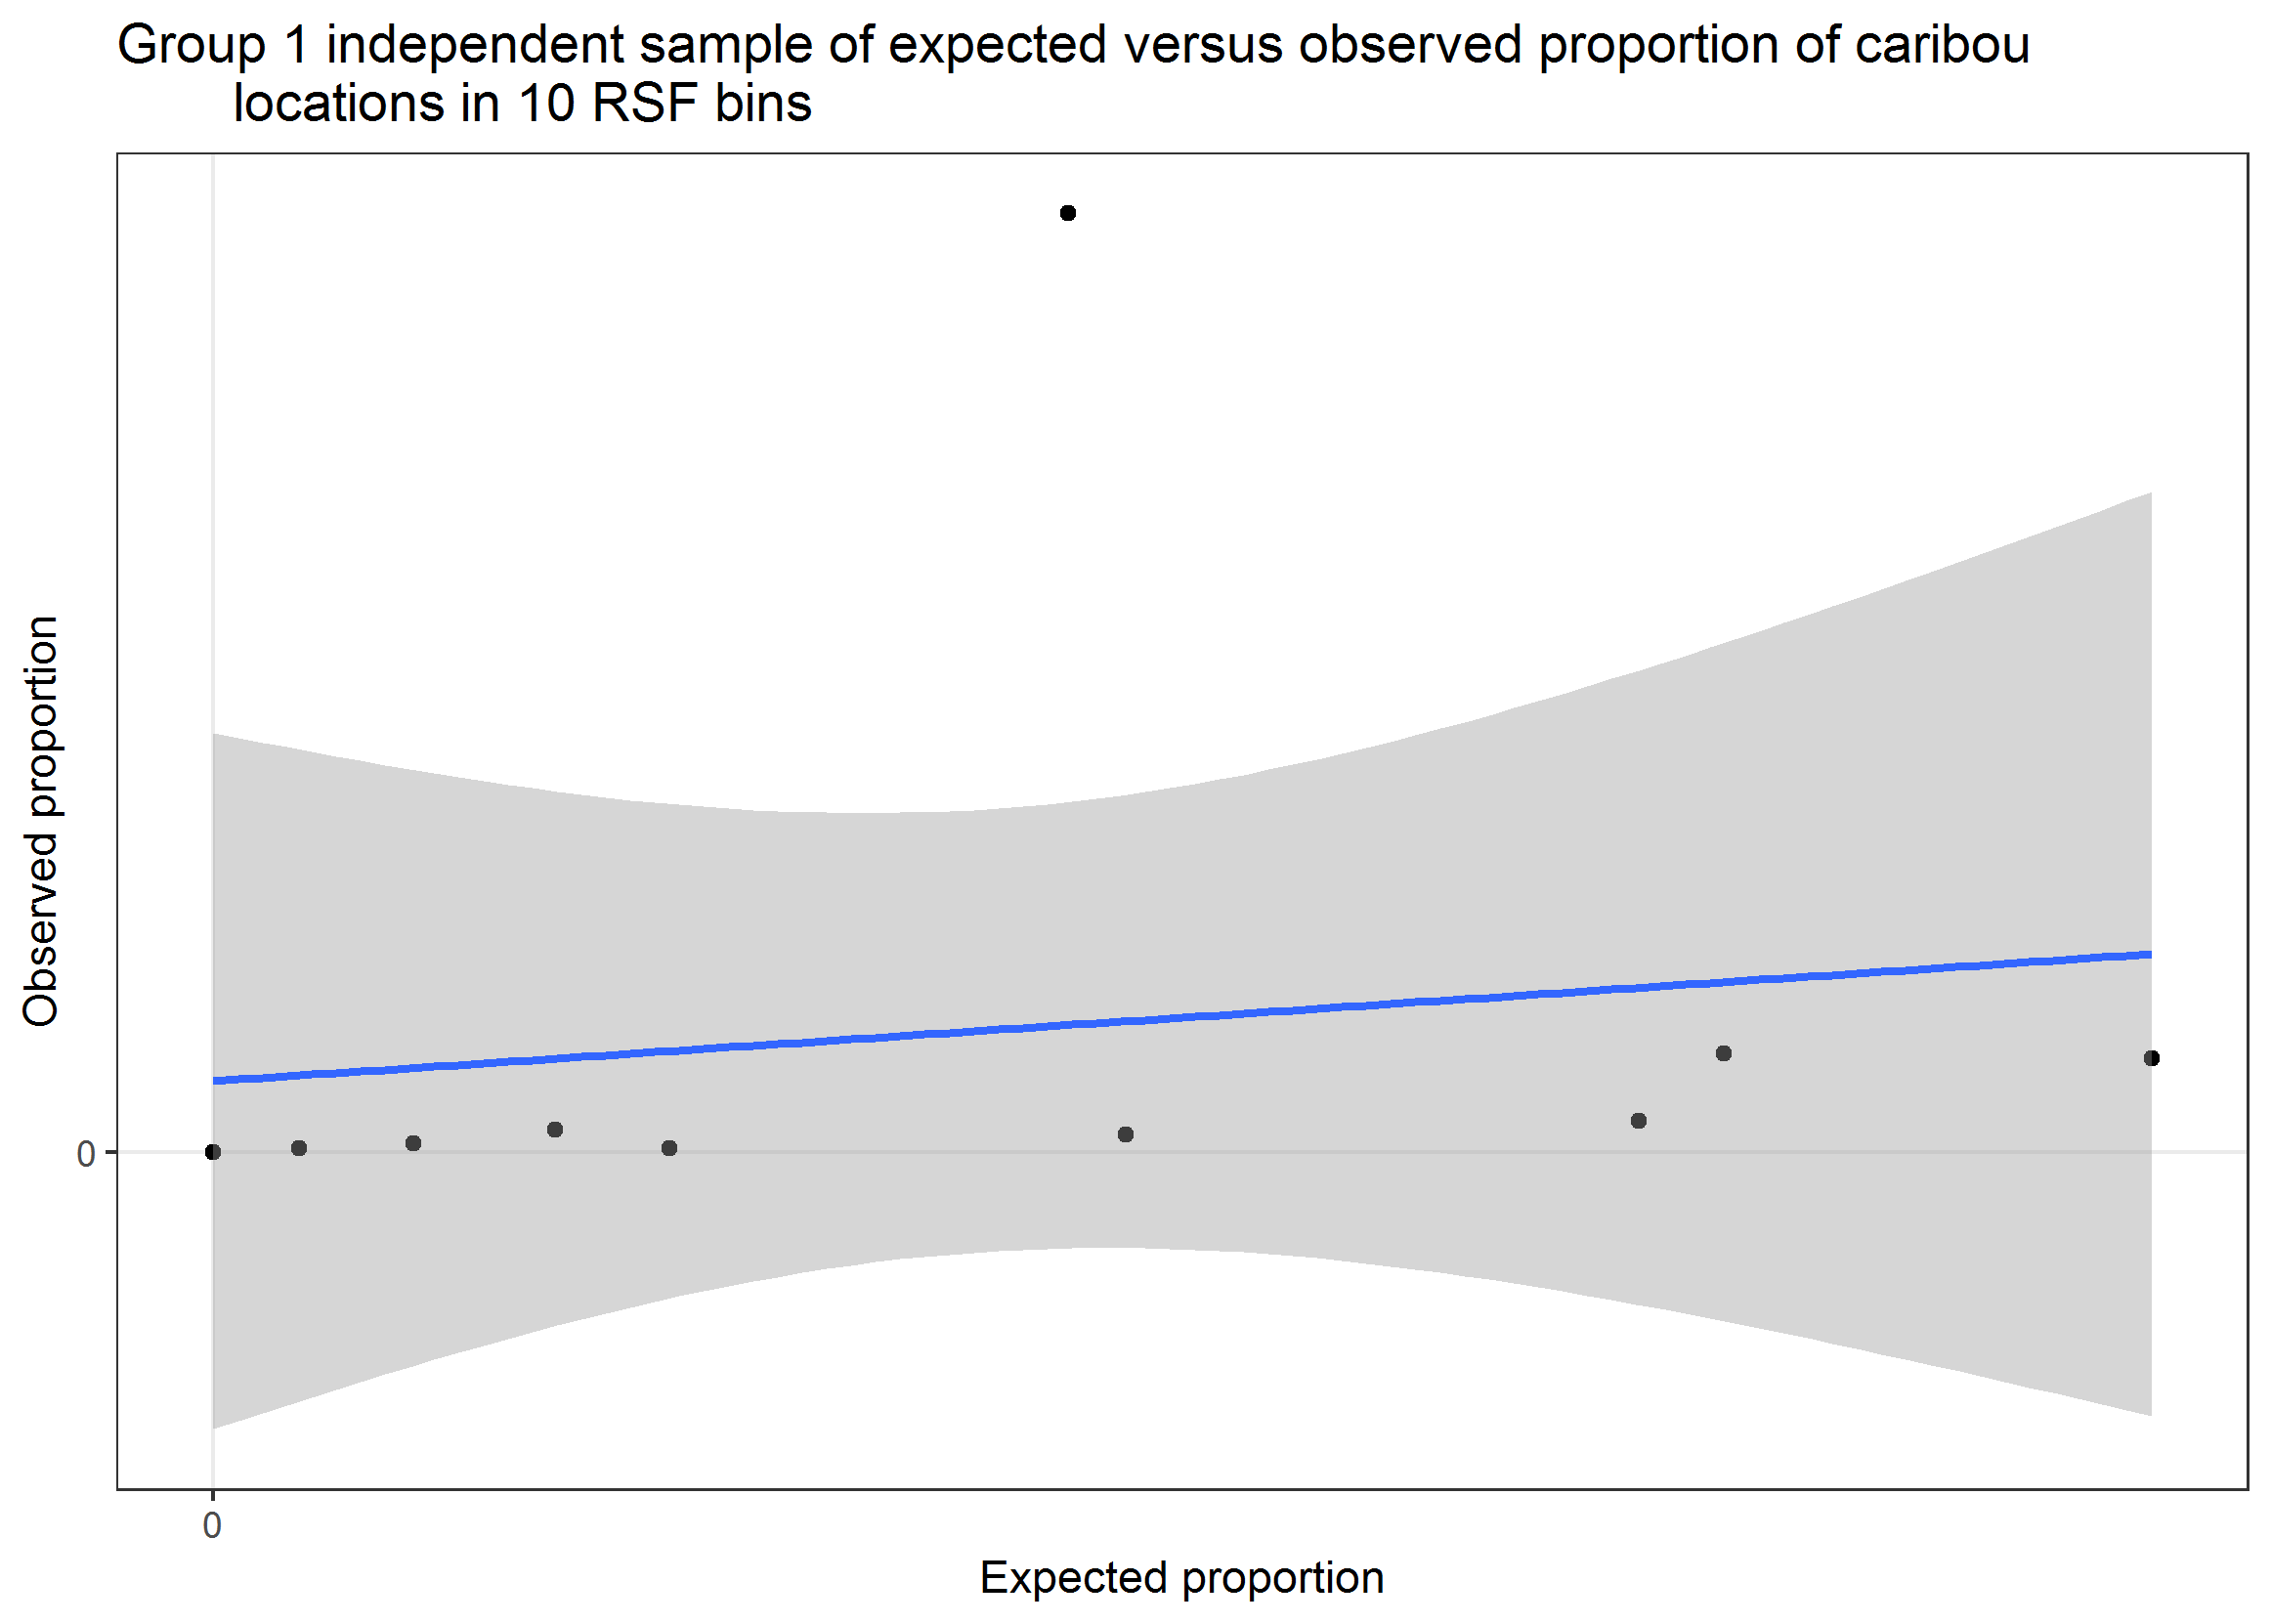 Group 1 independent sample of expected versus observed proportion of caribou
locations in 10 RSF bins
Observed proportion
0
0
Expected proportion